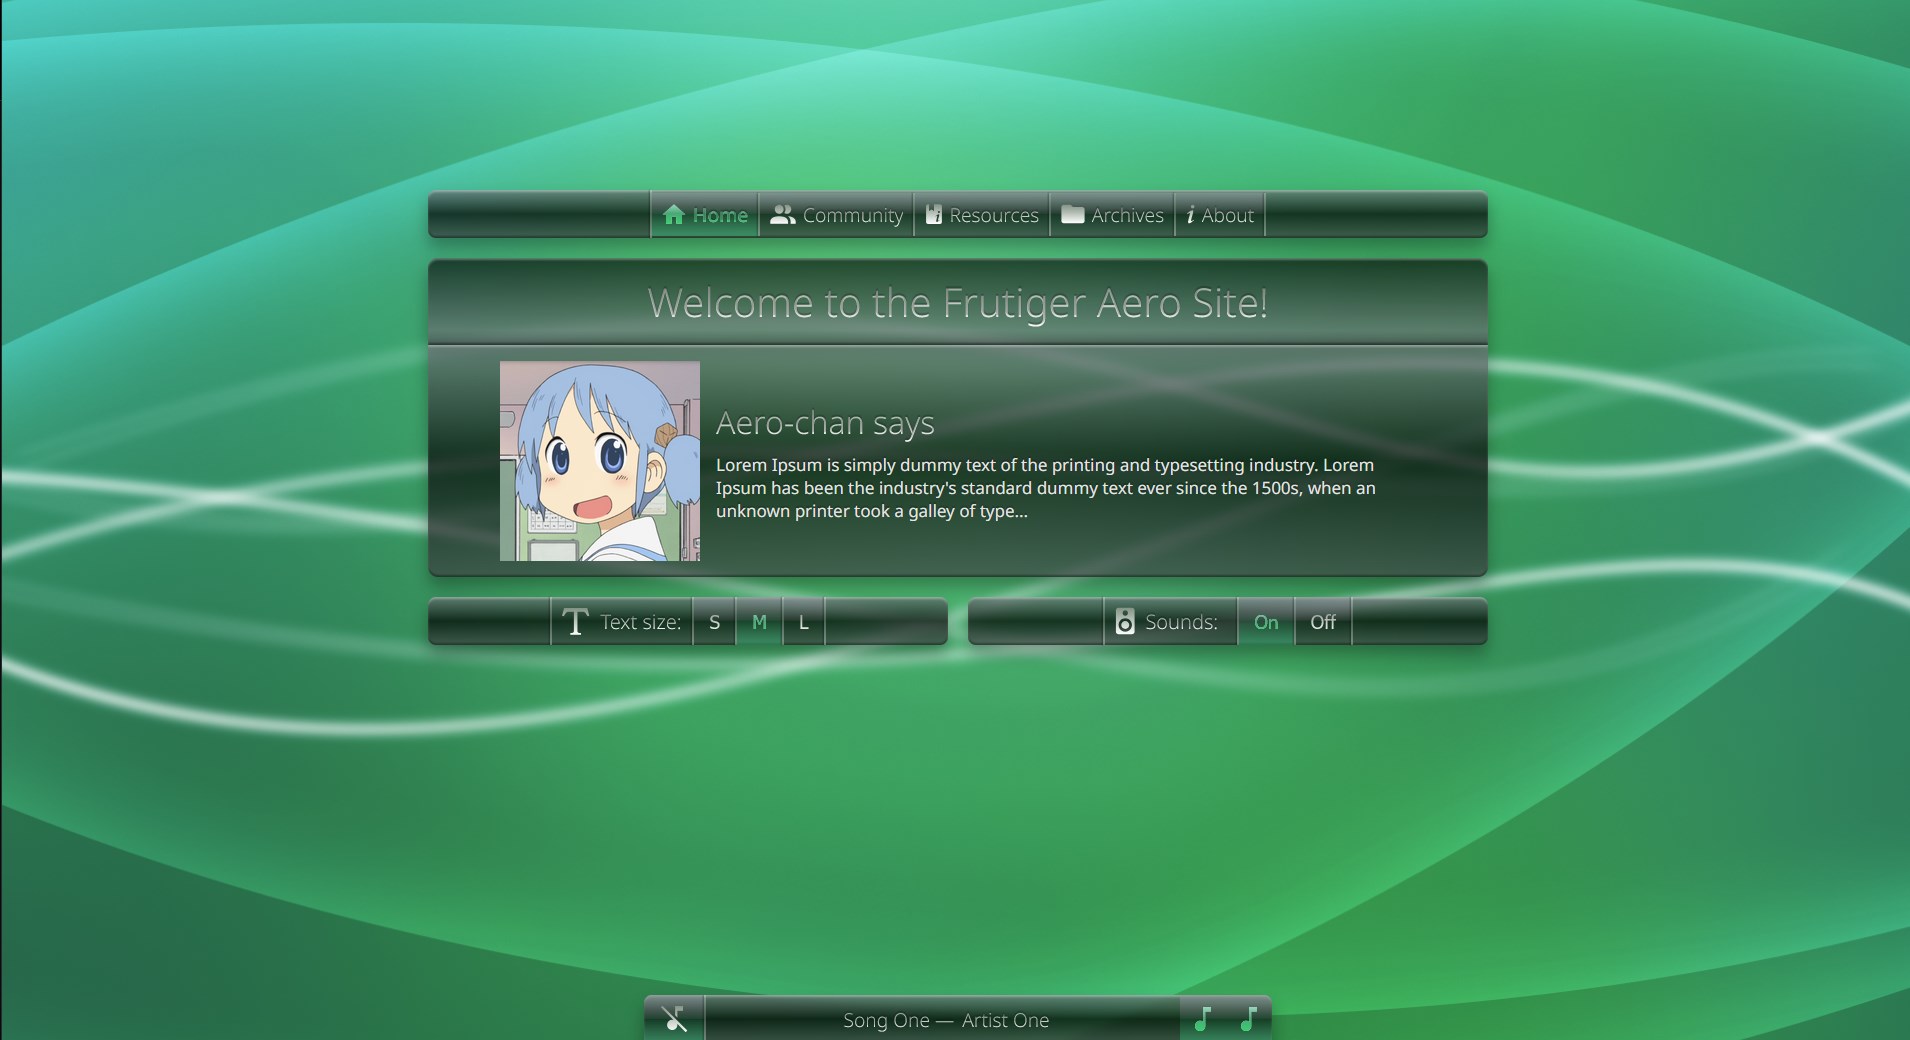 Home Community Resources Archives About
Welcome to the Frutiger Aero Site!
Aero-chan says
Lorem Ipsum is simply dummy text of the printing and typesetting industry. Lorem
Ipsum has been the industry's standard dummy text ever since the 1500s, when an
unknown printer took a galley of type...
Text size: S M L
Sounds: On Off
Song One — Artist One